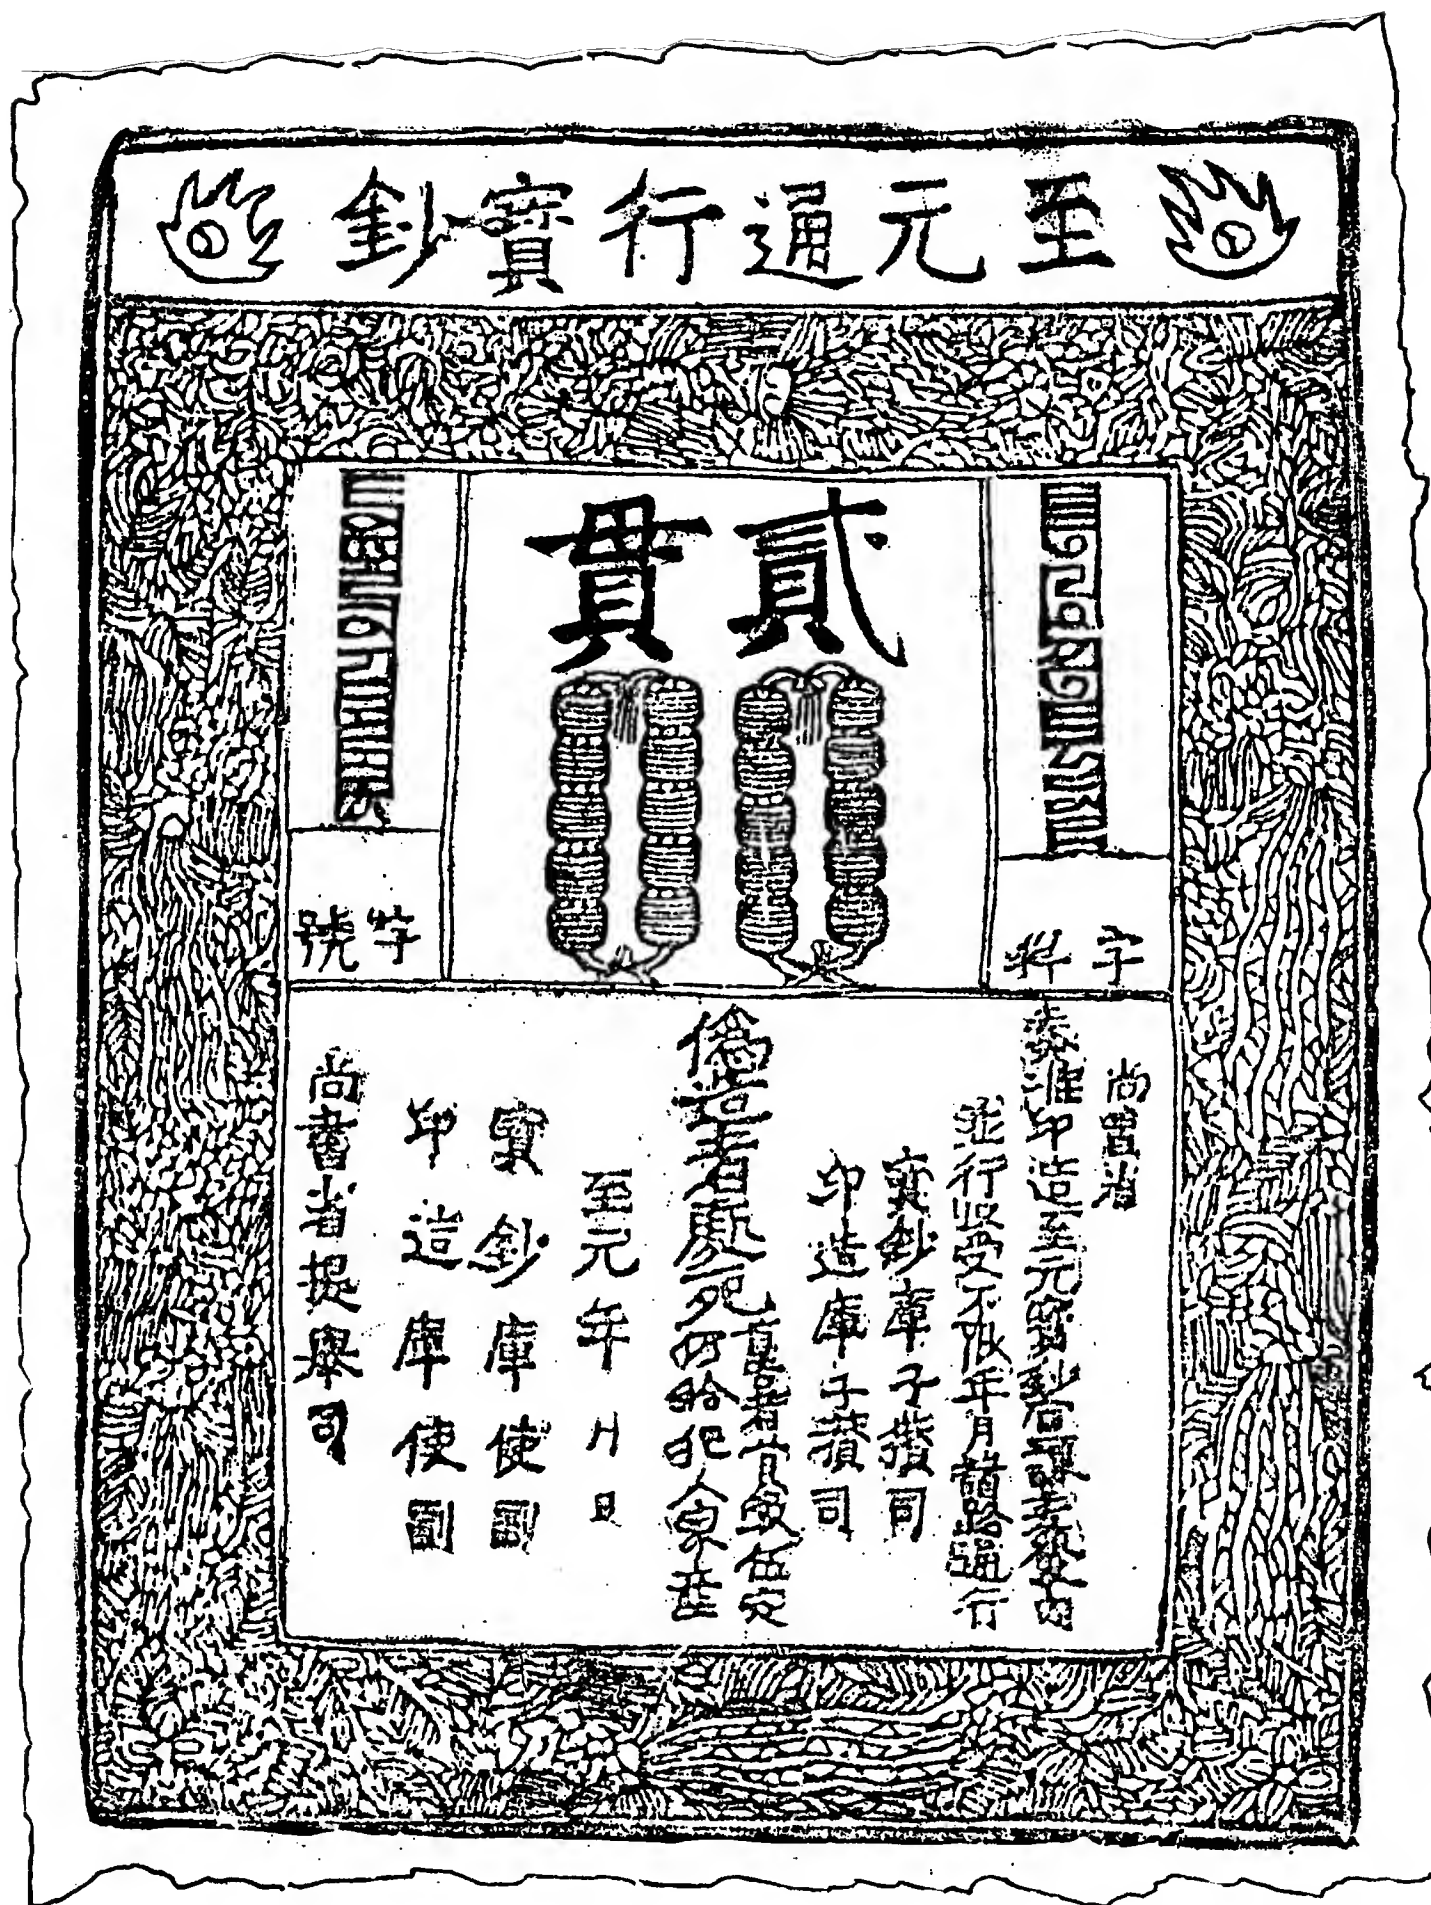 至元通行寶鈔
貳貫
字料
字號
尚書省
奏准印造至元寶鈔宣課差發內
並行收受不限年月諸路通行
寶鈔庫子攢司
印造庫子攢司
偽造者處死
首告者賞銀伍定
仍給犯人家產
至元 年 月 日
寶鈔庫使副
印造庫使副
尚書省提舉司